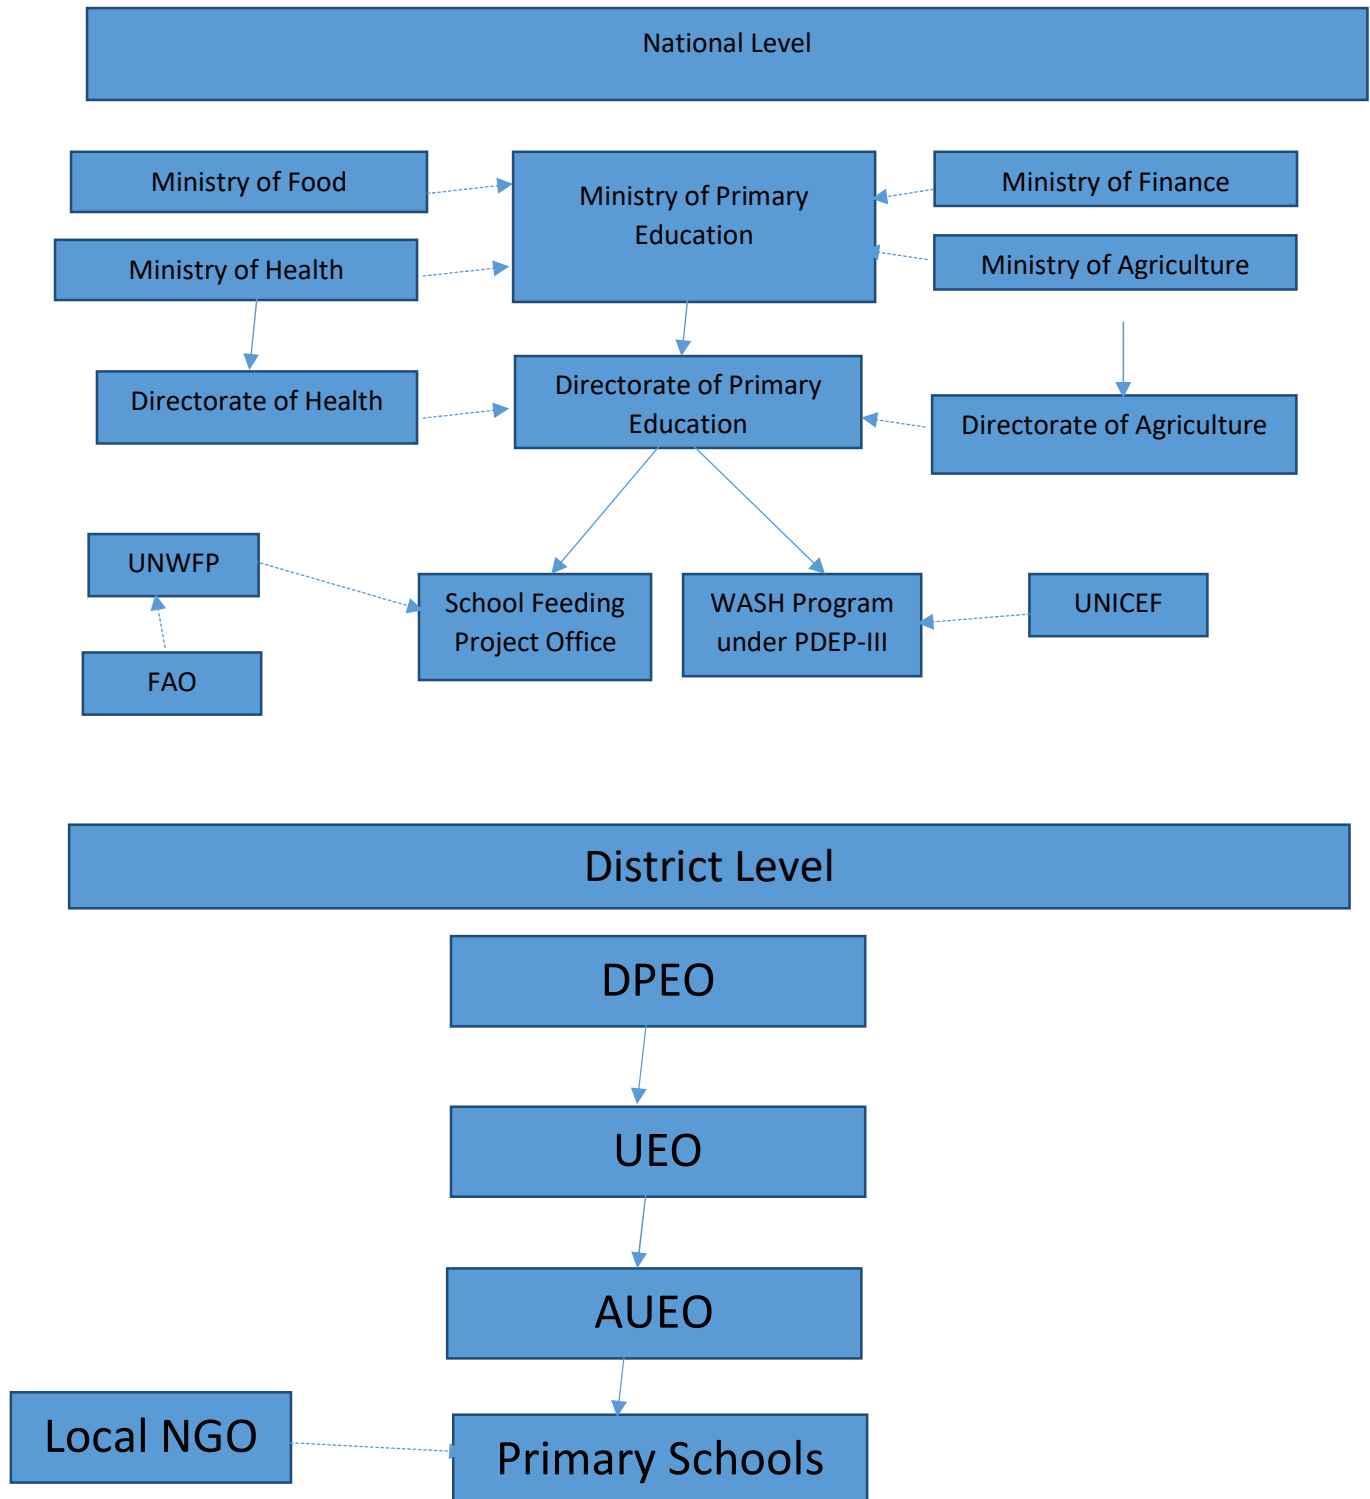 National Level
Ministry of Food
Ministry of Primary
Education
Ministry of Finance
Ministry of Health
Ministry of Agriculture
Directorate of Health
Directorate of Primary
Education
Directorate of Agriculture
UNWFP
School Feeding
Project Office
WASH Program
under PDEP-III
UNICEF
FAO
District Level
DPEO
UEO
AUEO
Local NGO
Primary Schools